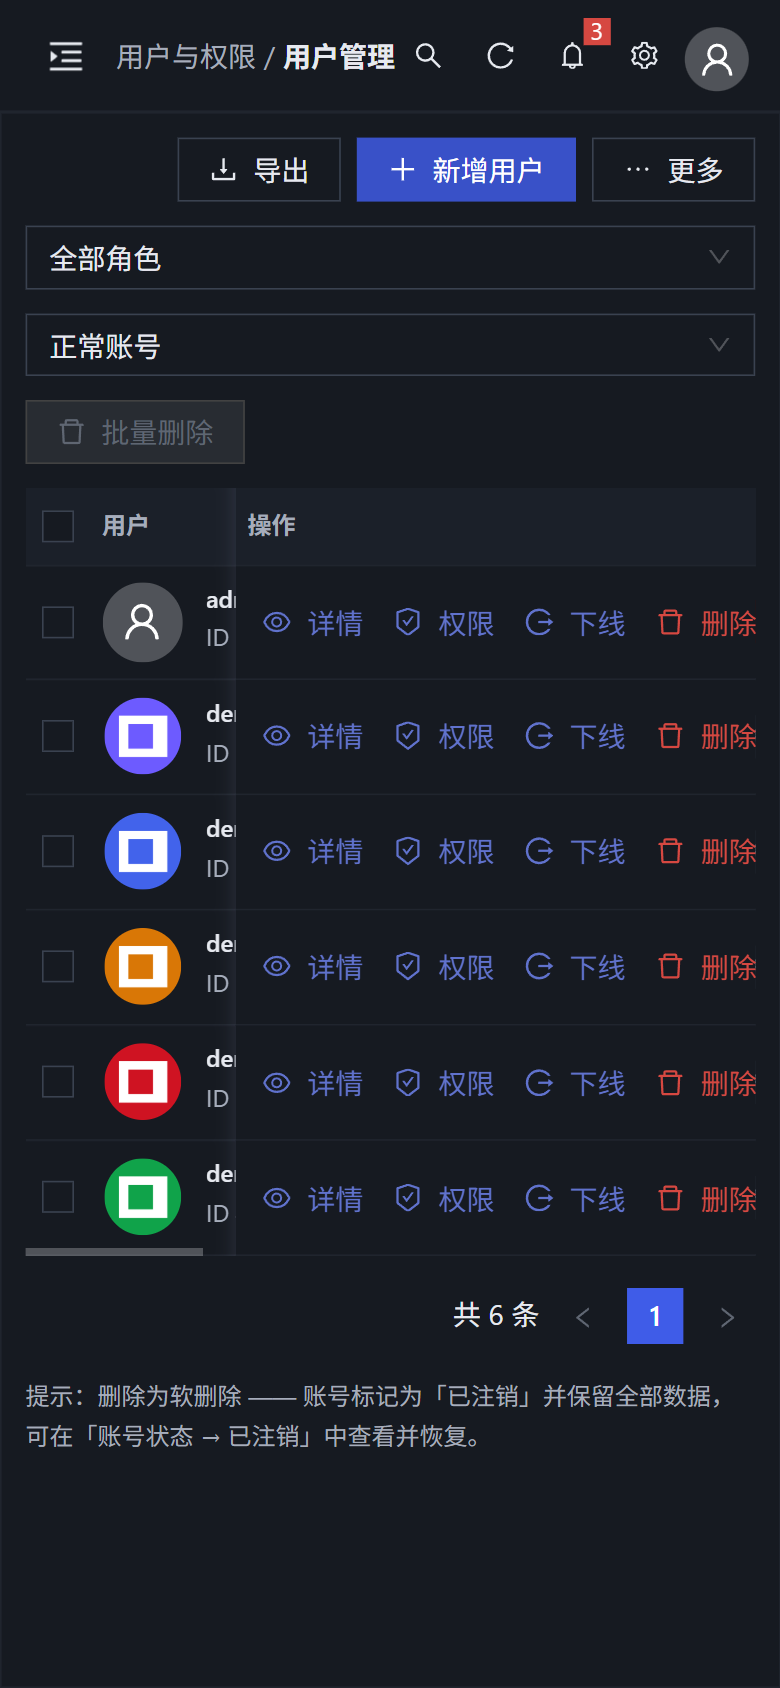 用户与权限 / 用户管理
3
导出
新增用户
··· 更多
全部角色
正常账号
批量删除
用户 操作
ID 详情 权限 下线 删除
ID 详情 权限 下线 删除
ID 详情 权限 下线 删除
ID 详情 权限 下线 删除
ID 详情 权限 下线 删除
ID 详情 权限 下线 删除
共 6 条 < 1 >
提示：删除为软删除 —— 账号标记为「已注销」并保留全部数据，
可在「账号状态 → 已注销」中查看并恢复。